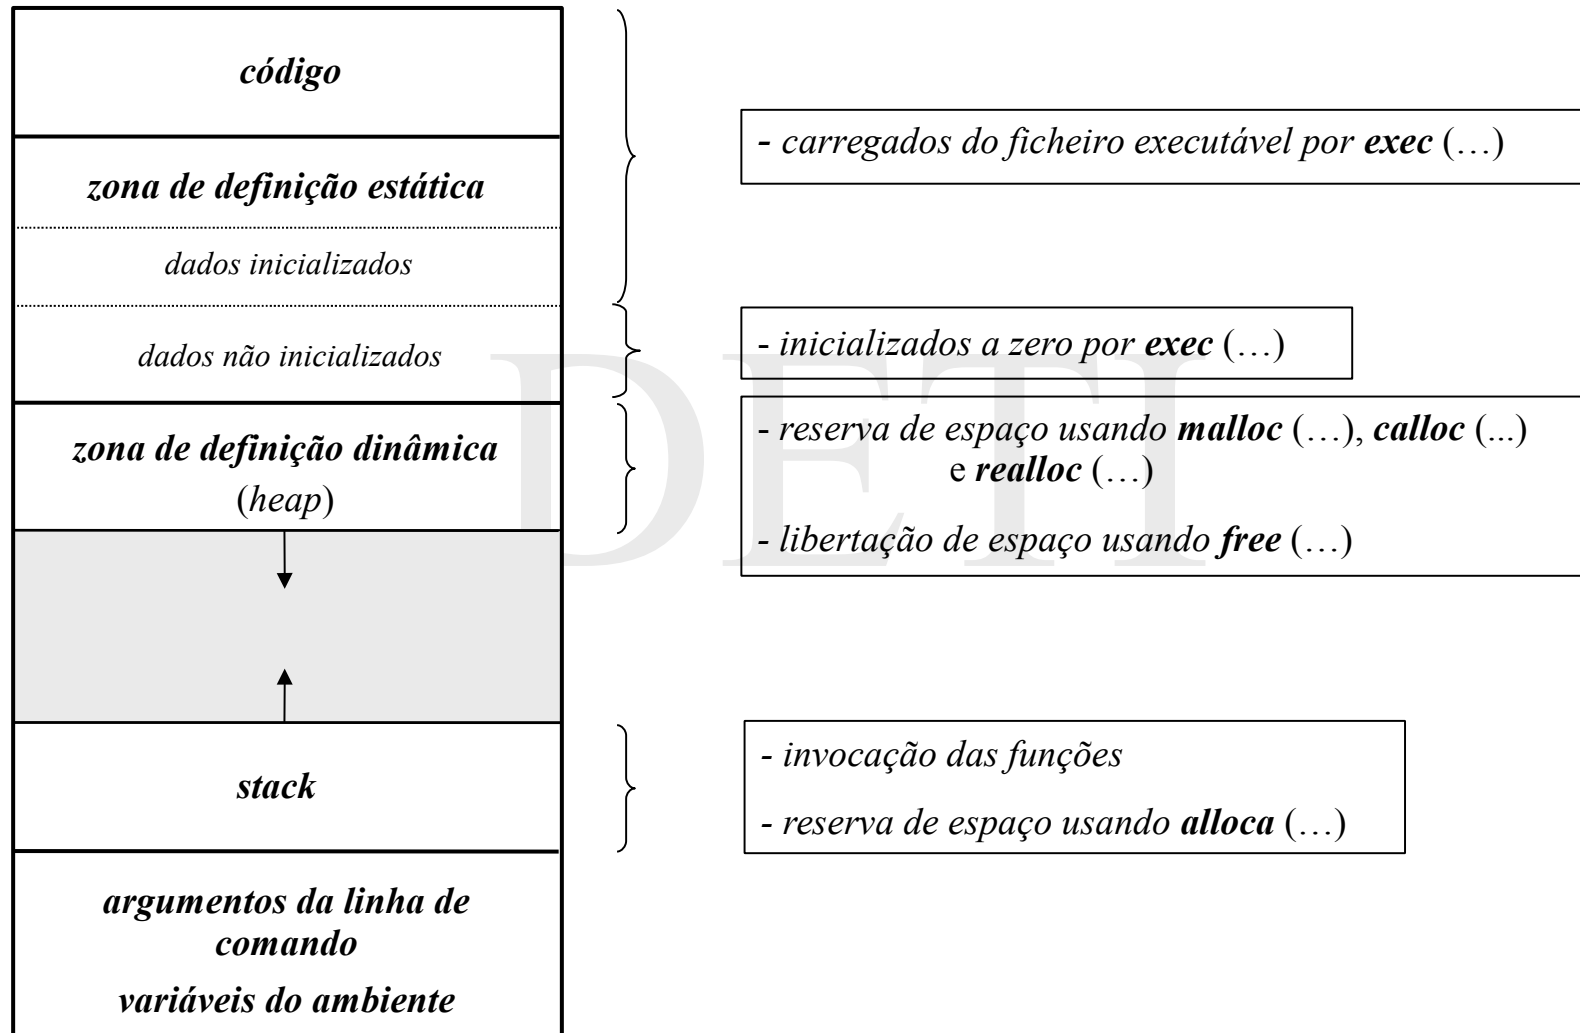 código
- carregados do ficheiro executável por exec (…)
zona de definição estática
dados inicializados
dados não inicializados
- inicializados a zero por exec (…)
DETI
zona de definição dinâmica
(heap)
- reserva de espaço usando malloc (…), calloc (...)
e realloc (…)
- libertação de espaço usando free (…)
stack
- invocação das funções
- reserva de espaço usando alloca (…)
argumentos da linha de
comando
variáveis do ambiente